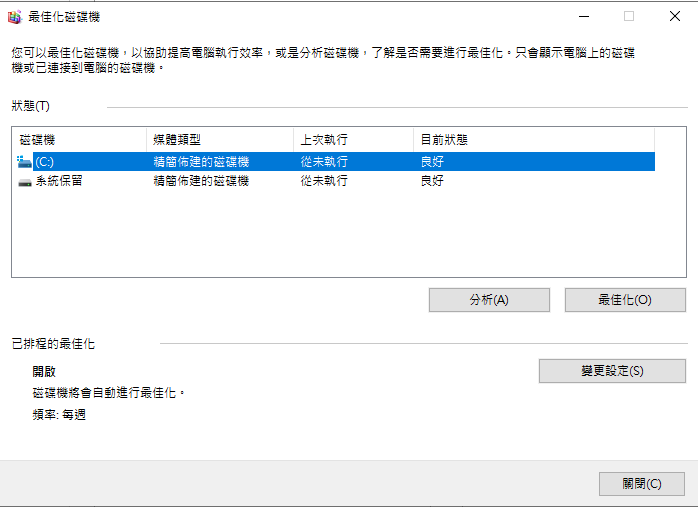 最佳化磁碟機
您可以最佳化磁碟機，以協助提高電腦執行效率，或是分析磁碟機，了解是否需要進行最佳化。只會顯示電腦上的磁碟
機或已連接到電腦的磁碟機。
狀態(T)
磁碟機 媒體類型 上次執行 目前狀態
(C:) 精簡佈建的磁碟機 從未執行 良好
系統保留 精簡佈建的磁碟機 從未執行 良好
分析(A) 最佳化(O)
已排程的最佳化
開啟 變更設定(S)
磁碟機將會自動進行最佳化。
頻率: 每週
關閉(C)